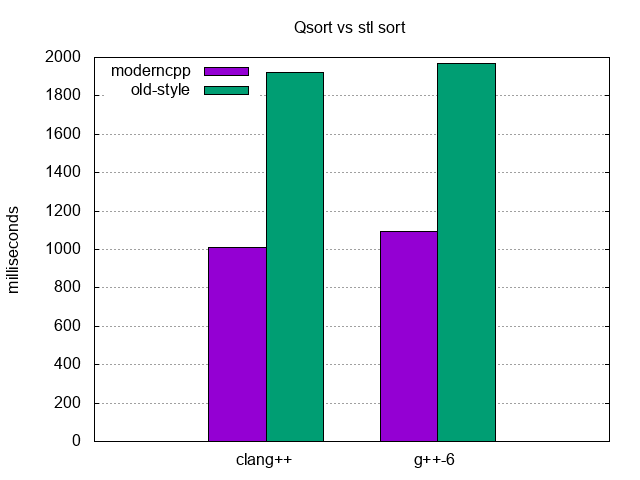 Qsort vs stl sort
moderncpp
old-style
2000
1800
1600
1400
1200
1000
800
600
400
200
0
milliseconds
clang++
g++-6